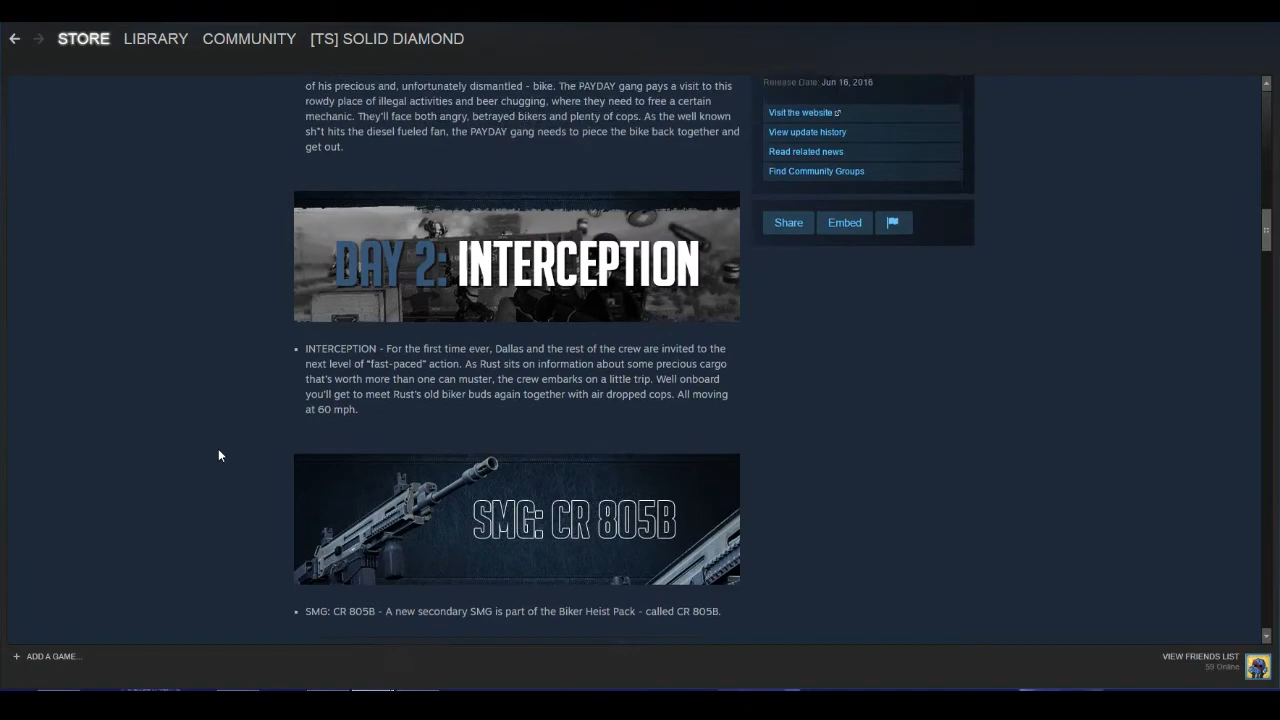 STORE LIBRARY COMMUNITY [TS] SOLID DIAMOND
of his precious and, unfortunately dismantled - bike. The PAYDAY gang pays a visit to this
rowdy place of illegal activities and beer chugging, where they need to free a certain
mechanic. They'll face both angry, betrayed bikers and plenty of cops. As the well known
sh*t hits the diesel fueled fan, the PAYDAY gang needs to piece the bike back together and
get out.
Release Date: Jun 16, 2016
Visit the website
View update history
Read related news
Find Community Groups
Share Embed
DAY 2: INTERCEPTION
▪ INTERCEPTION - For the first time ever, Dallas and the rest of the crew are invited to the
next level of “fast-paced” action. As Rust sits on information about some precious cargo
that's worth more than one can muster, the crew embarks on a little trip. Well onboard
you'll get to meet Rust's old biker buds again together with air dropped cops. All moving
at 60 mph.
SMG: CR 805B
▪ SMG: CR 805B - A new secondary SMG is part of the Biker Heist Pack - called CR 805B.
+ ADD A GAME...
VIEW FRIENDS LIST
59 Online